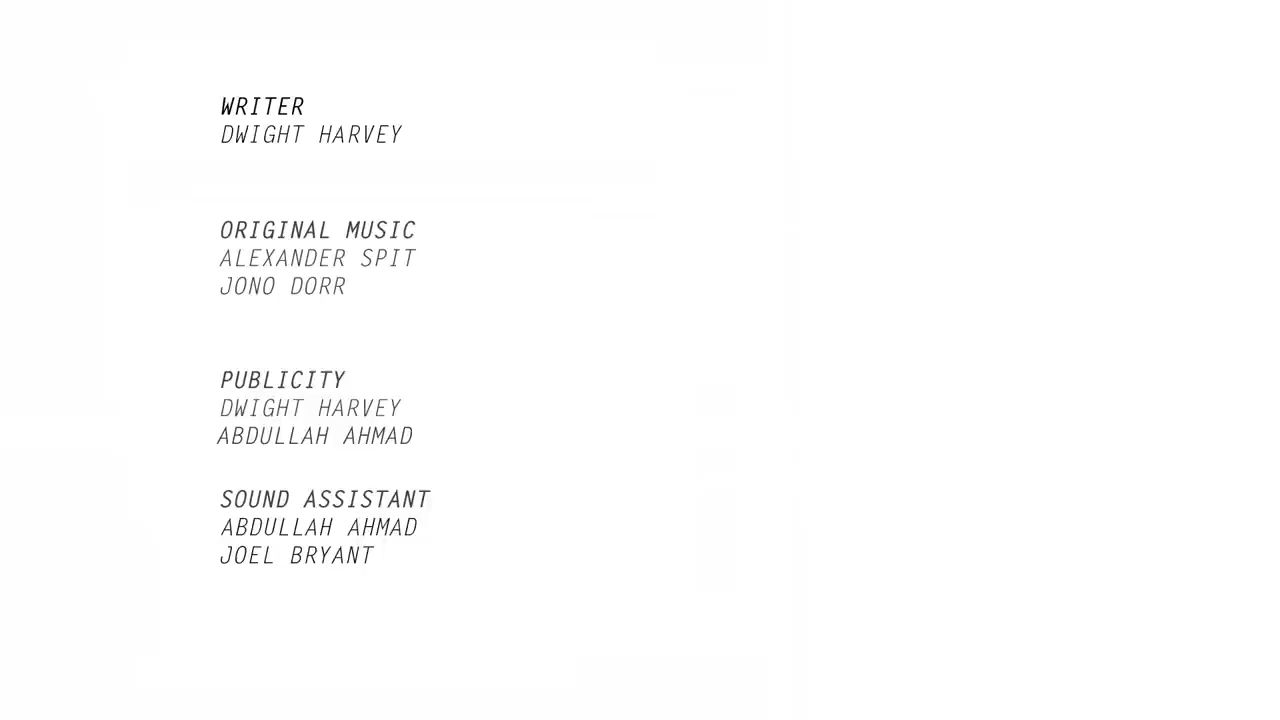 WRITER
DWIGHT HARVEY
ORIGINAL MUSIC
ALEXANDER SPIT
JONO DORR
PUBLICITY
DWIGHT HARVEY
ABDULLAH AHMAD
SOUND ASSISTANT
ABDULLAH AHMAD
JOEL BRYANT